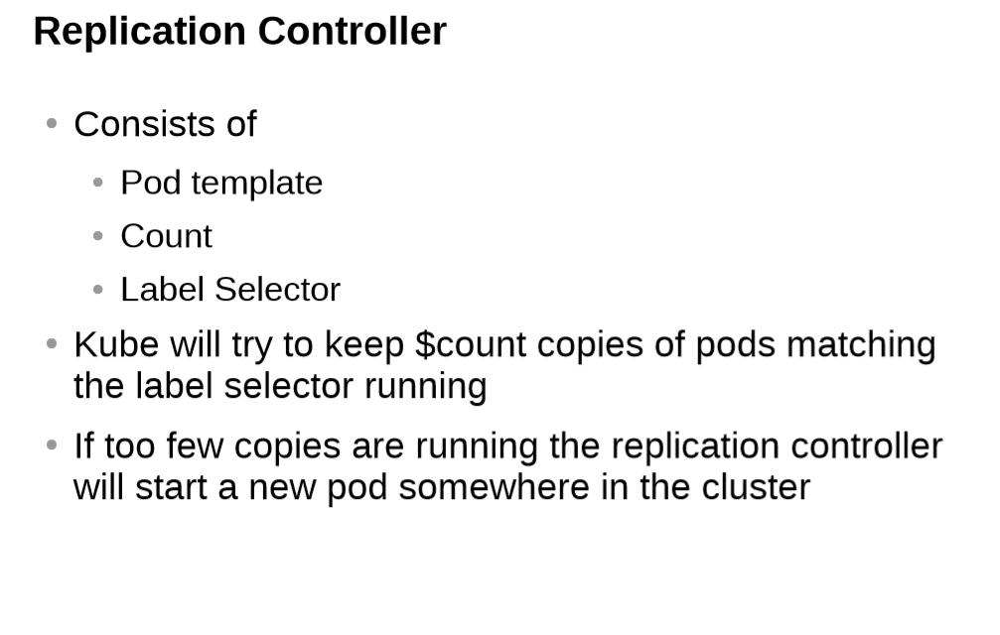 Replication Controller
Consists of
Pod template
Count
Label Selector
Kube will try to keep $count copies of pods matching
the label selector running
If too few copies are running the replication controller
will start a new pod somewhere in the cluster